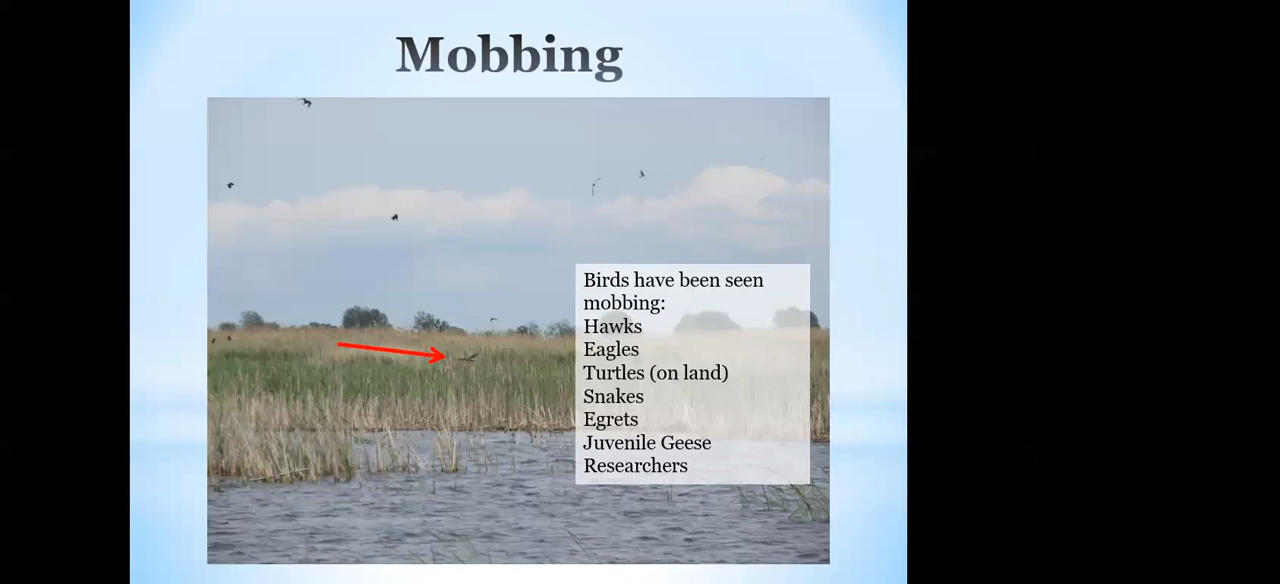 Mobbing
Birds have been seen
mobbing:
Hawks
Eagles
Turtles (on land)
Snakes
Egrets
Juvenile Geese
Researchers